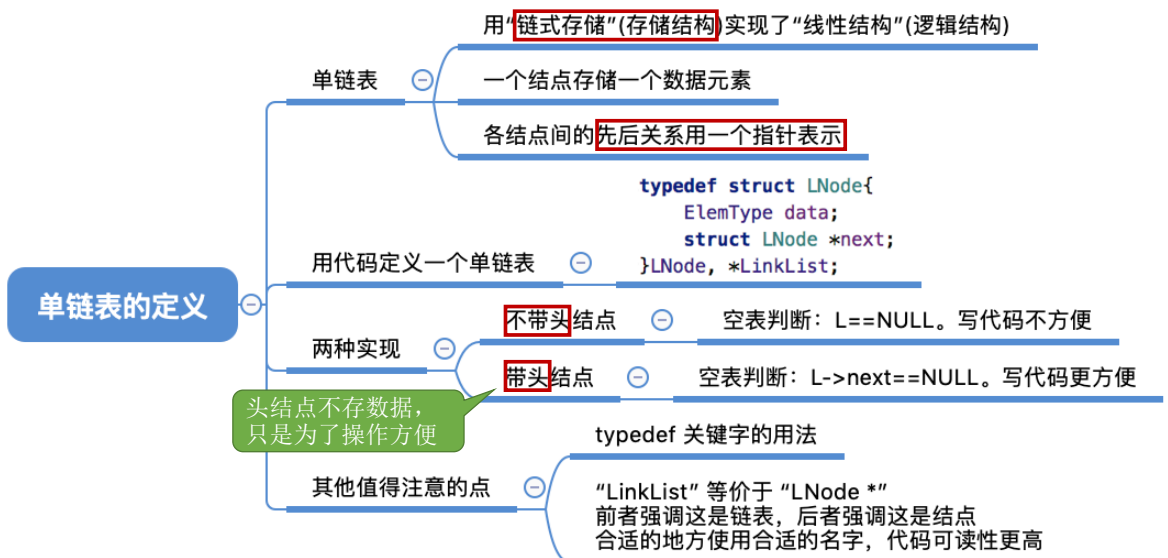 用“链式存储”(存储结构)实现了“线性结构”(逻辑结构)
单链表
一个结点存储一个数据元素
各结点间的先后关系用一个指针表示
typedef struct LNode{
ElemType data;
struct LNode *next;
}LNode, *LinkList;
用代码定义一个单链表
单链表的定义
两种实现
不带头结点
空表判断：L==NULL。写代码不方便
带头结点
空表判断：L->next==NULL。写代码更方便
头结点不存数据，
只是为了操作方便
其他值得注意的点
typedef 关键字的用法
“LinkList” 等价于 “LNode *”
前者强调这是链表，后者强调这是结点
合适的地方使用合适的名字，代码可读性更高